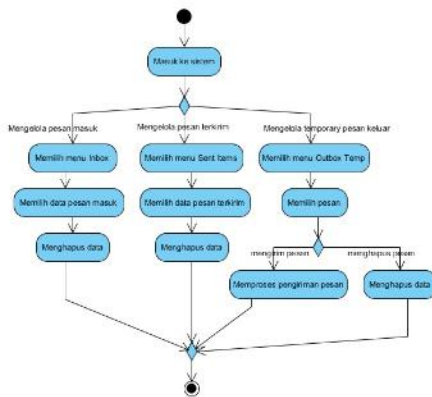 Masuk ke sistem
Mengelola pesan masuk
Mengelola pesan terkirim
Mengelola temporary pesan keluar
Memilih menu Inbox
Memilih menu Sent Items
Memilih menu Outbox Temp
Memilih data pesan masuk
Memilih data pesan terkirim
Memilih pesan
Menghapus data
Menghapus data
mengirim pesan
menghapus pesan
Memproses pengiriman pesan
Menghapus data